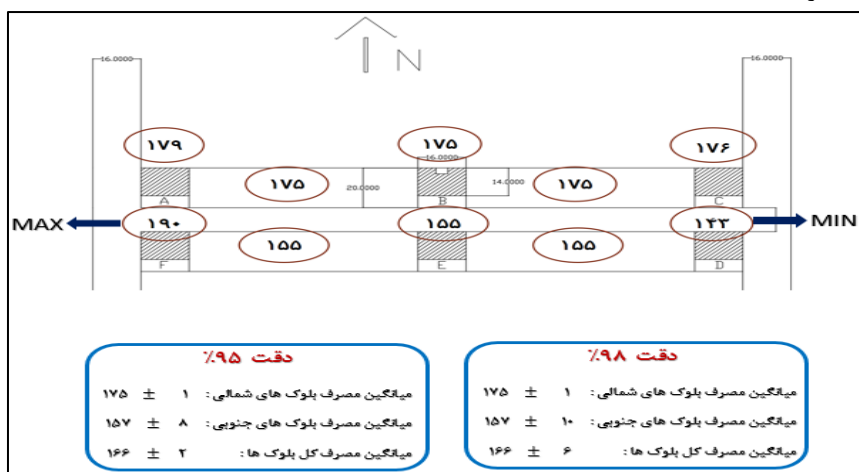 N
16.0000 16.0000
۱۷۹ ۱۷۵ ۱۷۶
16.0000
۱۷۵ 20.0000 14.0000 ۱۷۵
A B C
MAX ۱۹۰ ۱۵۵ ۱۴۳ MIN
۱۵۵ ۱۵۵
F E D
دقت ۹۸٪
میانگین مصرف بلوک های شمالی : ۱ ± ۱۷۵
میانگین مصرف بلوک های جنوبی : ۱۰ ± ۱۵۷
میانگین مصرف کل بلوک ها : ۶ ± ۱۶۶
دقت ۹۵٪
میانگین مصرف بلوک های شمالی : ۱ ± ۱۷۵
میانگین مصرف بلوک های جنوبی : ۸ ± ۱۵۷
میانگین مصرف کل بلوک ها : ۲ ± ۱۶۶